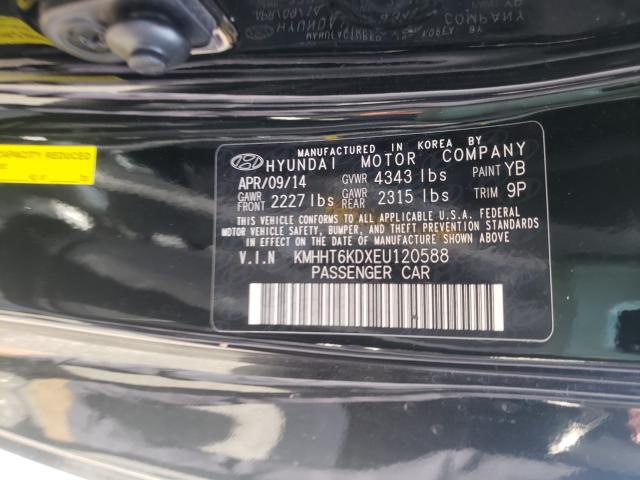 CAPACITY REDUCED
MANUFACTURED IN KOREA BY
HYUNDAI MOTOR COMPANY
APR/09/14 GVWR 4343 lbs PAINT YB
GAWR FRONT 2227 lbs GAWR REAR 2315 lbs TRIM 9P
THIS VEHICLE CONFORMS TO ALL APPLICABLE U.S.A. FEDERAL
MOTOR VEHICLE SAFETY, BUMPER, AND THEFT PREVENTION STANDARDS
IN EFFECT ON THE DATE OF MANUFACTURE SHOWN ABOVE.
V.I.N KMHHT6KDXEU120588
PASSENGER CAR